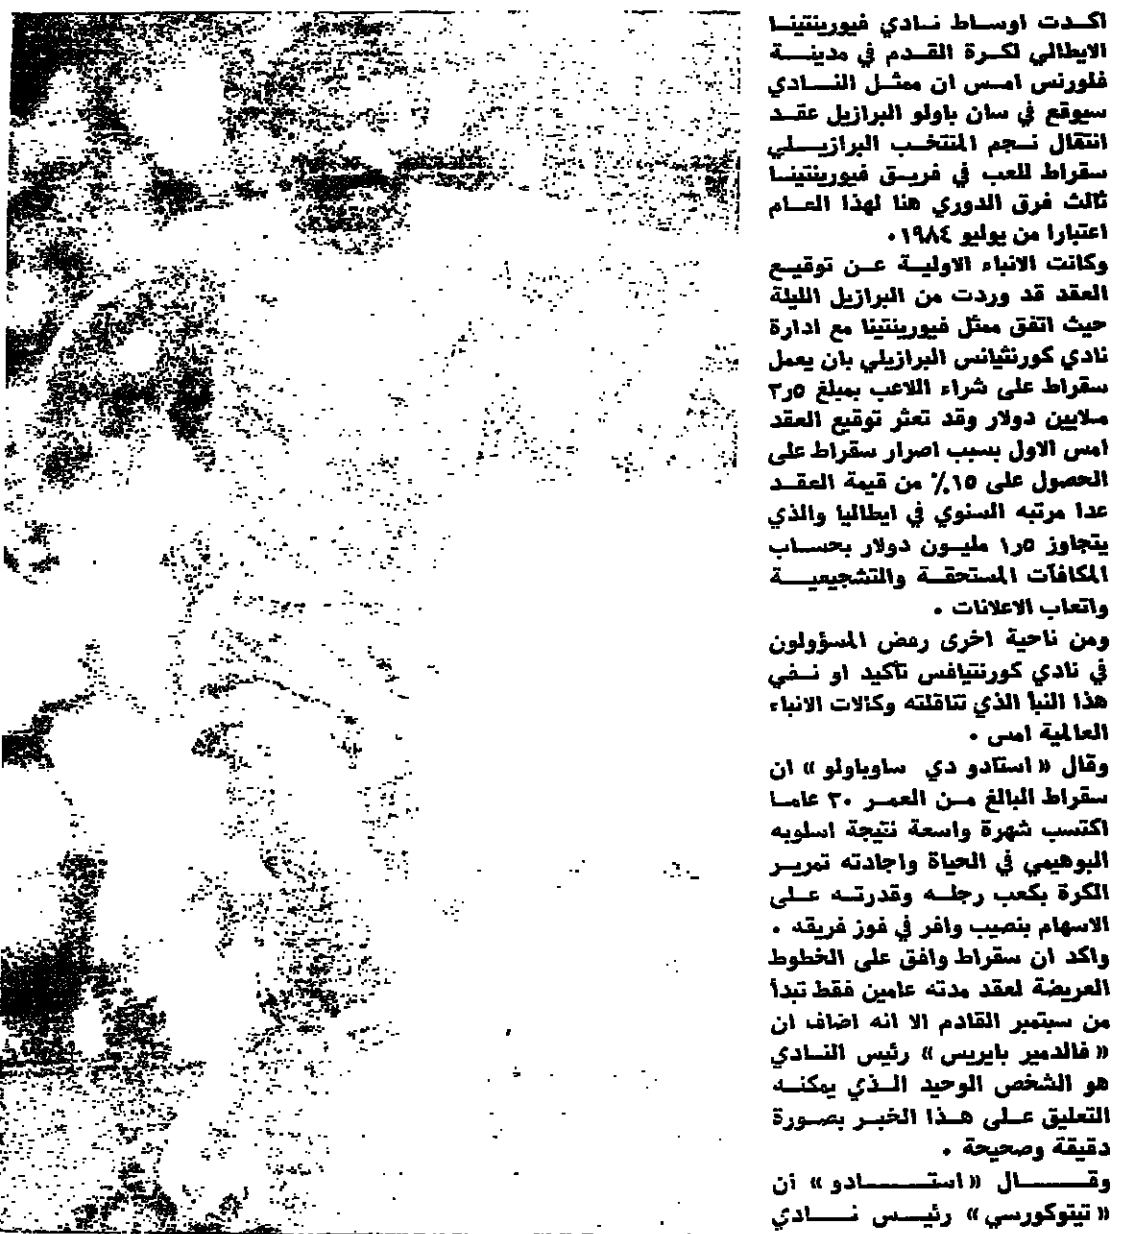 اكدت اوساط نادي فيورينتينا
الايطالي لكرة القدم في مدينة
فلورنس امس ان ممثل النادي
سيوقع في سان باولو البرازيل عقد
انتقال نجم المنتخب البرازيلي
سقراط للعب في فريق فيورينتينا
ثالث فرق الدوري هنا لهذا العام
اعتبارا من يوليو ١٩٨٤٠
وكانت الانباء الاولية عن توقيع
العقد قد وردت من البرازيل الليلة
حيث اتفق ممثل فيورينتينا مع ادارة
نادي كورنثيانس البرازيلي بان يعمل
سقراط على شراء اللاعب بمبلغ ٣ر٥
ملايين دولار وقد تعثر توقيع العقد
امس الاول بسبب اصرار سقراط على
الحصول على ١٥٪ من قيمة العقد
عدا مرتبه السنوي في ايطاليا والذي
يتجاوز ١ر٥ مليون دولار بحساب
المكافآت المستحقة والتشجيعية
واتعاب الاعلانات ٠
ومن ناحية اخرى رفض المسؤولون
في نادي كورنتيافس تأكيد او نفي
هذا النبأ الذي تناقلته وكالات الانباء
العالمية امس ٠
وقال « استادو دي ساوباولو » ان
سقراط البالغ من العمر ٣٠ عاما
اكتسب شهرة واسعة نتيجة اسلوبه
البوهيمي في الحياة واجادته تمرير
الكرة بكعب رجله وقدرته على
الاسهام بنصيب وافر في فوز فريقه ٠
واكد ان سقراط وافق على الخطوط
العريضة لعقد مدته عامين فقط تبدأ
من سبتمبر القادم الا انه اضاف ان
« فالدمير بايريس » رئيس النادي
هو الشخص الوحيد الذي يمكنه
التعليق على هذا الخبر بصورة
دقيقة وصحيحة ٠
وقال « استادو » ان
« تيتوكورسي » رئيس نادي